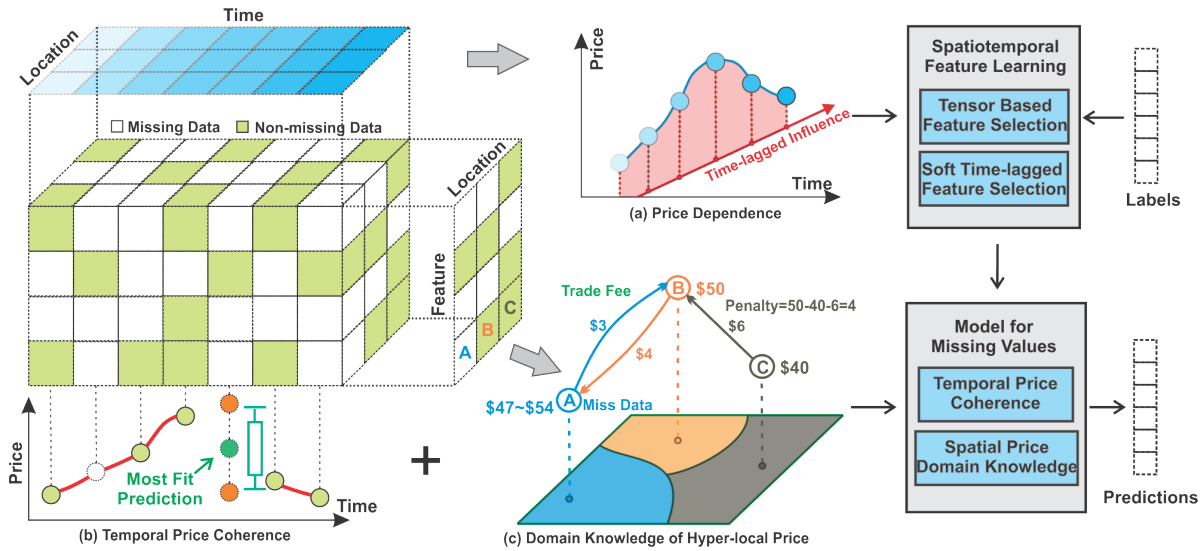 Time
Location
Missing Data
Non-missing Data
Location
Feature
A
B
C
Price
Time
Most Fit
Prediction
(b) Temporal Price Coherence
Price
Time-lagged Influence
Time
(a) Price Dependence
Trade Fee
B
$50
Penalty=50-40-6=4
$3
$4
$6
C
$40
$47~$54
A
Miss Data
(c) Domain Knowledge of Hyper-local Price
Spatiotemporal
Feature Learning
Tensor Based
Feature Selection
Soft Time-lagged
Feature Selection
Labels
Model for
Missing Values
Temporal Price
Coherence
Spatial Price
Domain Knowledge
Predictions